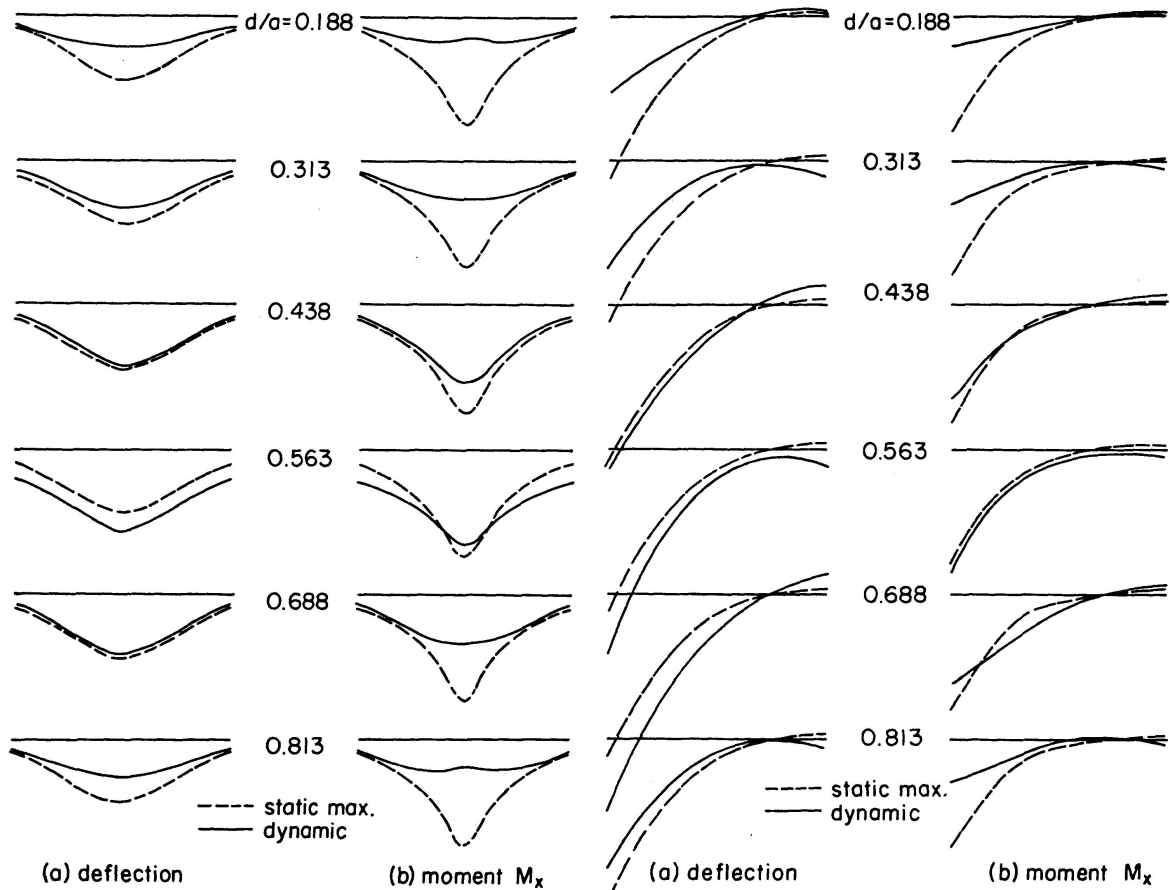 d/a=0.188
d/a=0.188
0.313
0.313
0.438
0.438
0.563
0.563
0.688
0.688
0.813
0.813
static max.
dynamic
static max.
dynamic
(a) deflection
(b) moment Mx
(a) deflection
(b) moment Mx